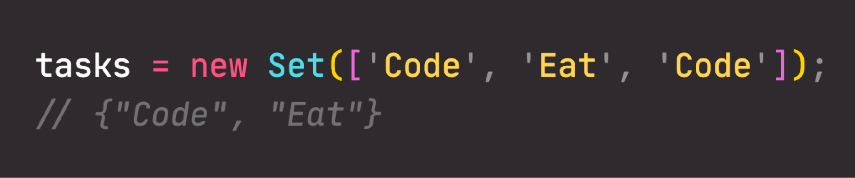 tasks = new Set(['Code', 'Eat', 'Code']);
// {"Code", "Eat"}